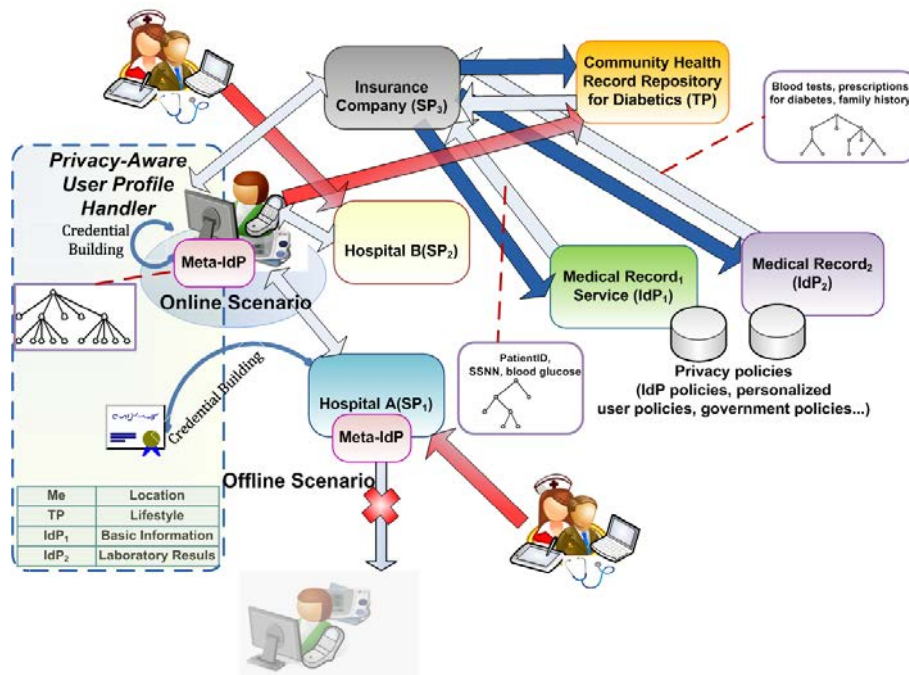 Insurance
Company (SP3)
Community Health
Record Repository
for Diabetics (TP)
Blood tests, prescriptions
for diabetes, family history
Privacy-Aware
User Profile
Handler
Credential
Building
Meta-IdP
Online Scenario
Hospital B(SP2)
Medical Record1
Service (IdP1)
Medical Record2
(IdP2)
Privacy policies
(IdP policies, personalized
user policies, government policies...)
PatientID,
SSNN, blood glucose
Credential Building
Hospital A(SP1)
Meta-IdP
Offline Scenario
Me Location
TP Lifestyle
IdP1 Basic Information
IdP2 Laboratory Resuls